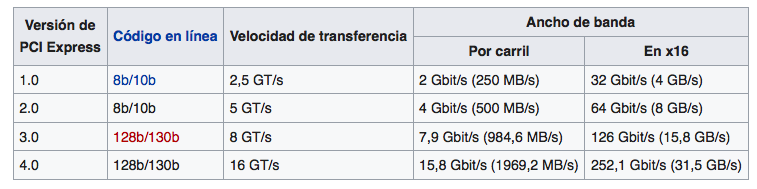 Versión de PCI Express Código en línea Velocidad de transferencia Ancho de banda
Por carril En x16
1.0 8b/10b 2,5 GT/s 2 Gbit/s (250 MB/s) 32 Gbit/s (4 GB/s)
2.0 8b/10b 5 GT/s 4 Gbit/s (500 MB/s) 64 Gbit/s (8 GB/s)
3.0 128b/130b 8 GT/s 7,9 Gbit/s (984,6 MB/s) 126 Gbit/s (15,8 GB/s)
4.0 128b/130b 16 GT/s 15,8 Gbit/s (1969,2 MB/s) 252,1 Gbit/s (31,5 GB/s)